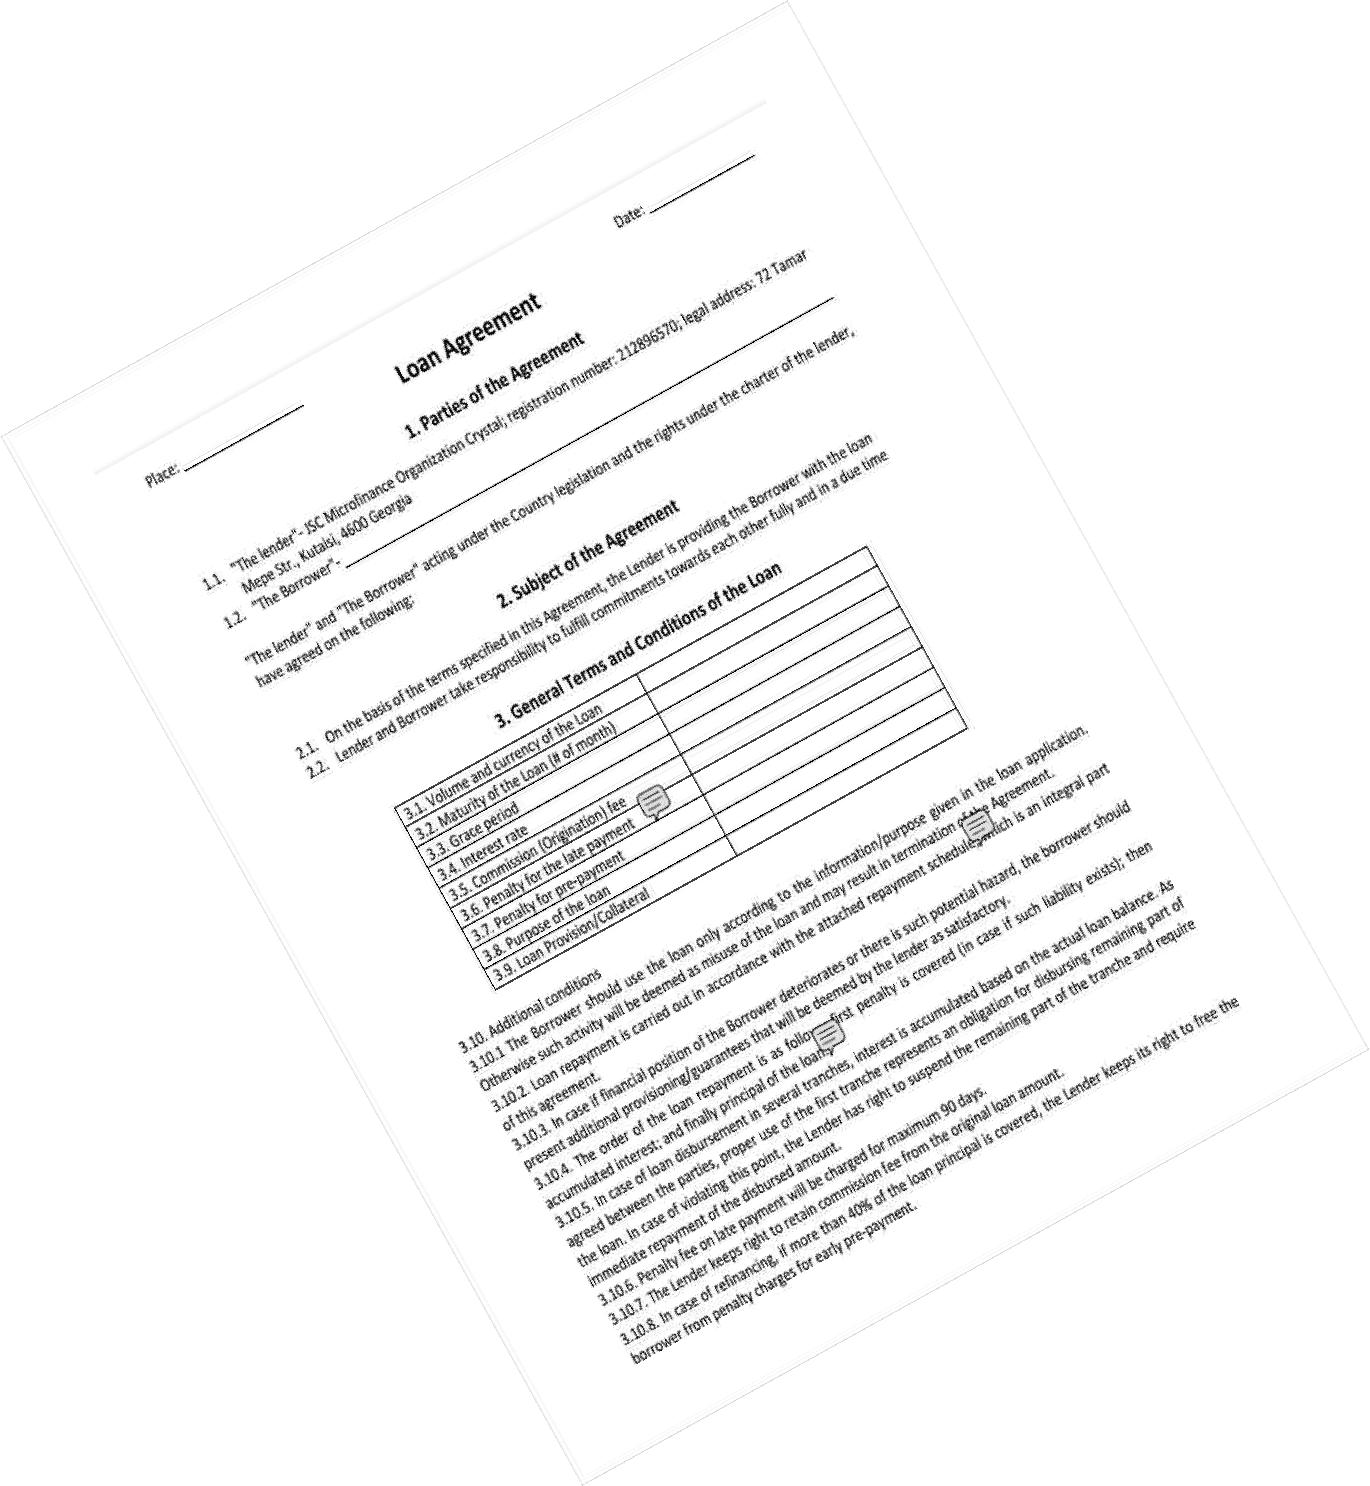 Date: 
Place: 
Loan Agreement
1. Parties of the Agreement
1.1. "The lender"- JSC Microfinance Organization Crystal; registration number: 212896570; legal address: 72 Tamar
Mepe Str., Kutaisi, 4600 Georgia
1.2. "The Borrower"-
"The lender" and "The Borrower" acting under the Country legislation and the rights under the charter of the lender,
have agreed on the following:
2. Subject of the Agreement
2.1. On the basis of the terms specified in this Agreement, the Lender is providing the Borrower with the loan
2.2. Lender and Borrower take responsibility to fulfill commitments towards each other fully and in a due time
3. General Terms and Conditions of the Loan
3.1. Volume and currency of the Loan
3.2. Maturity of the Loan (# of month)
3.3. Grace period
3.4. Interest rate
3.5. Commission (Origination) fee
3.6. Penalty for the late payment
3.7. Penalty for pre-payment
3.8. Purpose of the loan
3.9. Loan Provision/Collateral
3.10. Additional conditions
3.10.1 The Borrower should use the loan only according to the information/purpose given in the loan application.
Otherwise such activity will be deemed as misuse of the loan and may result in termination of the Agreement.
3.10.2. Loan repayment is carried out in accordance with the attached repayment schedule, which is an integral part
of this agreement.
3.10.3. In case if financial position of the Borrower deteriorates or there is such potential hazard, the borrower should
present additional provisioning/guarantees that will be deemed by the lender as satisfactory.
3.10.4. The order of the loan repayment is as follows: first penalty is covered (in case if such liability exists); then
accumulated interest; and finally principal of the loan.
3.10.5. In case of loan disbursement in several tranches, interest is accumulated based on the actual loan balance. As
agreed between the parties, proper use of the first tranche represents an obligation for disbursing remaining part of
the loan. In case of violating this point, the Lender has right to suspend the remaining part of the tranche and require
immediate repayment of the disbursed amount.
3.10.6. Penalty fee on late payment will be charged for maximum 90 days.
3.10.7. The Lender keeps right to retain commission fee from the original loan amount.
3.10.8. In case of refinancing, if more than 40% of the loan principal is covered, the Lender keeps its right to free the
borrower from penalty charges for early pre-payment.